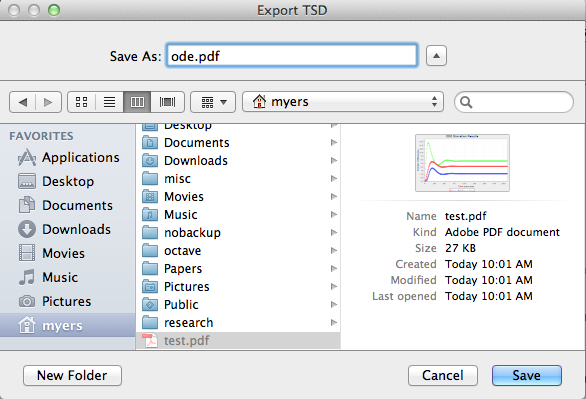 Export TSD
Save As: ode.pdf
myers
FAVORITES
Applications
Desktop
Documents
Downloads
Movies
Music
Pictures
myers
Desktop
Documents
Downloads
misc
Movies
Music
nobackup
octave
Papers
Pictures
Public
research
test.pdf
Name test.pdf
Kind Adobe PDF document
Size 27 KB
Created Today 10:01 AM
Modified Today 10:01 AM
Last opened Today 10:01 AM
New Folder
Cancel
Save